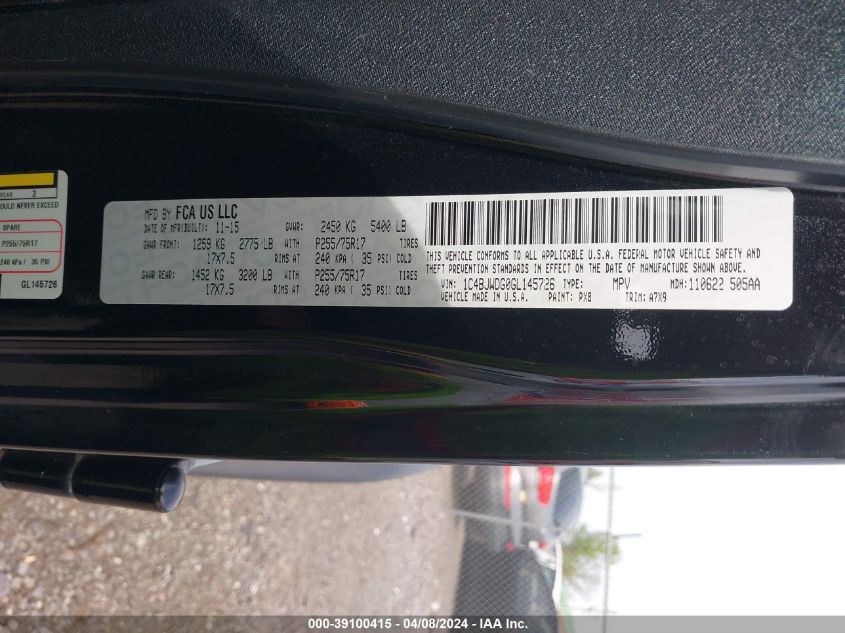 REAR 3
OULD NEVER EXCEED
SPARE
P255/75R17
240 kPa / 35 PSI
GL145726
MFD BY FCA US LLC
DATE OF MFR(BUILT): 11-15 GVWR: 2450 KG 5400 LB
GAWR FRONT: 1259 KG 2775 LB WITH P255/75R17 TIRES
17X7.5 RIMS AT 240 KPA ( 35 PSI) COLD
GAWR REAR: 1452 KG 3200 LB WITH P255/75R17 TIRES
17X7.5 RIMS AT 240 KPA ( 35 PSI) COLD
THIS VEHICLE CONFORMS TO ALL APPLICABLE U.S.A. FEDERAL MOTOR VEHICLE SAFETY AND
THEFT PREVENTION STANDARDS IN EFFECT ON THE DATE OF MANUFACTURE SHOWN ABOVE.
VIN: 1C4BJWDG0GL145726 TYPE: MPV MDH: 110622 505AA
VEHICLE MADE IN U.S.A. PAINT: PX8 TRIM: A7X9
000-39100415 - 04/08/2024 - IAA Inc.